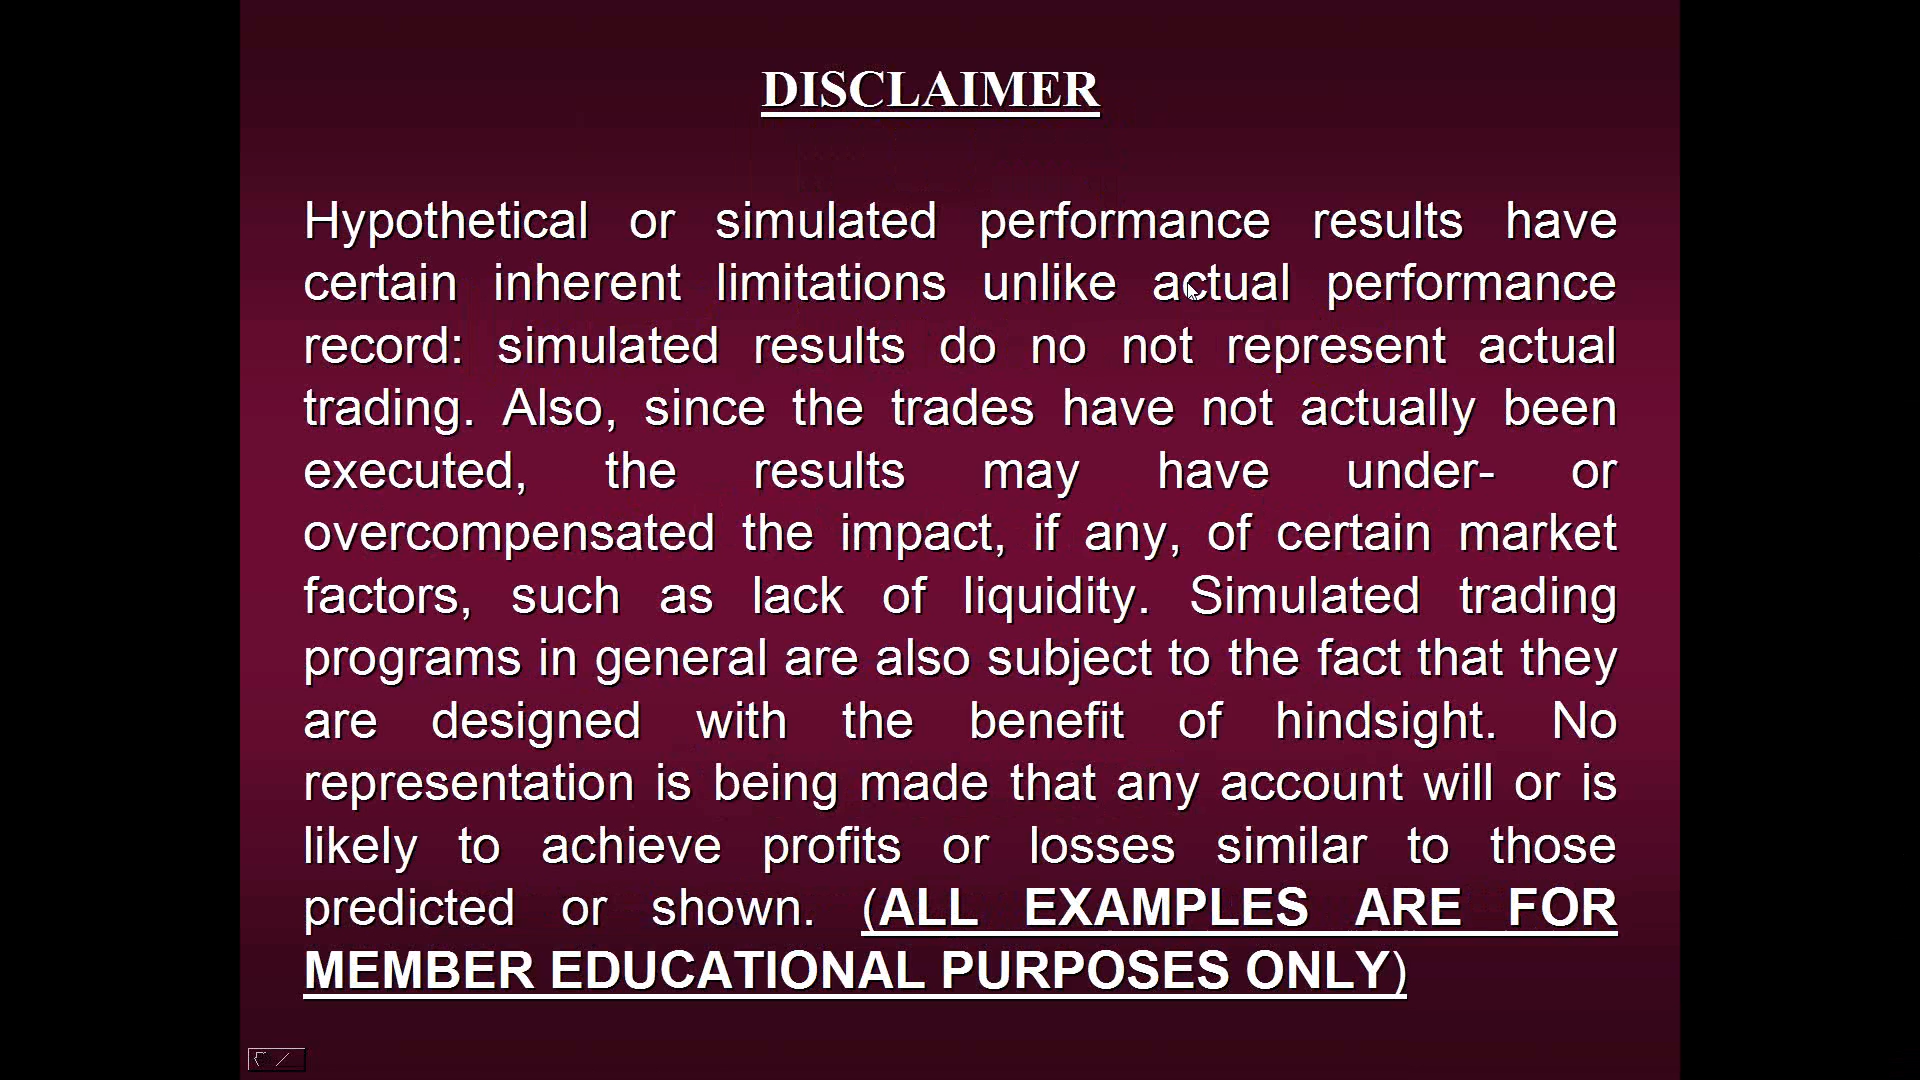 DISCLAIMER
Hypothetical or simulated performance results have
certain inherent limitations unlike actual performance
record: simulated results do no not represent actual
trading. Also, since the trades have not actually been
executed, the results may have under- or
overcompensated the impact, if any, of certain market
factors, such as lack of liquidity. Simulated trading
programs in general are also subject to the fact that they
are designed with the benefit of hindsight. No
representation is being made that any account will or is
likely to achieve profits or losses similar to those
predicted or shown. (ALL EXAMPLES ARE FOR
MEMBER EDUCATIONAL PURPOSES ONLY)